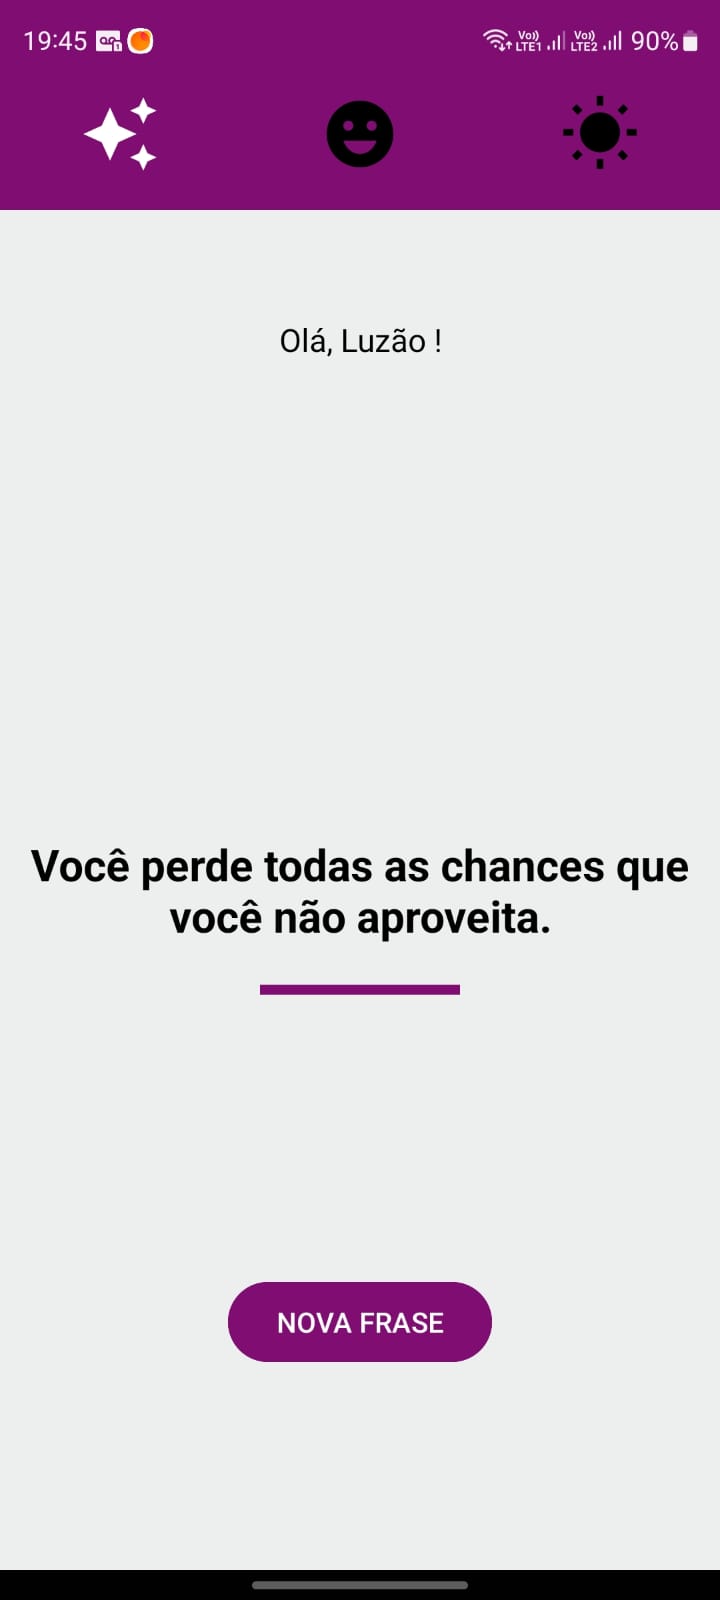 19:45
Vo)) LTE1 Vo)) LTE2 90%
Olá, Luzão !
Você perde todas as chances que
você não aproveita.
NOVA FRASE